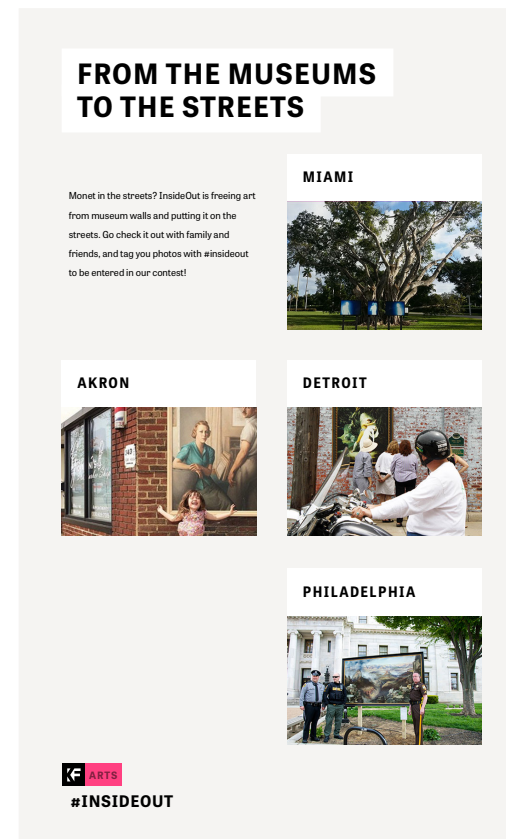 FROM THE MUSEUMS
TO THE STREETS
Monet in the streets? InsideOut is freeing art
from museum walls and putting it on the
streets. Go check it out with family and
friends, and tag you photos with #insideout
to be entered in our contest!
MIAMI
AKRON
DETROIT
PHILADELPHIA
KF ARTS
#INSIDEOUT